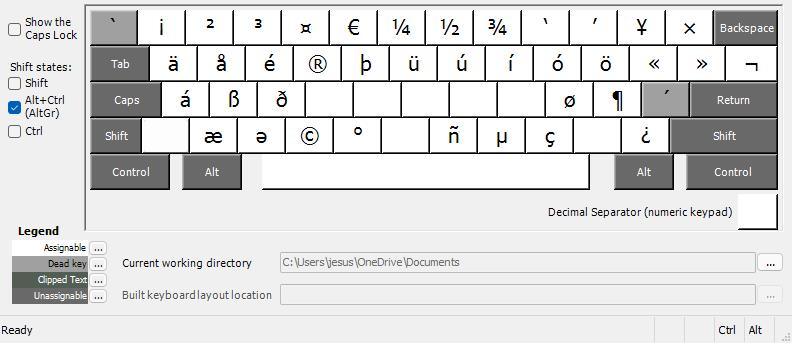 Show the
Caps Lock
Shift states:
Shift
Alt+Ctrl
(AltGr)
Ctrl
` ¡ ² ³ ¤ € ¼ ½ ¾ ‘ ’ ¥ × Backspace
Tab ä å é ® þ ü ú í ó ö « » ¬
Caps á ß ð ø ¶ ´ Return
Shift æ ə © ° ñ µ ç ¿ Shift
Control Alt Alt Control
Decimal Separator (numeric keypad)
Legend
Assignable ...
Dead key ...
Clipped Text ...
Unassignable ...
Current working directory C:\Users\jesus\OneDrive\Documents ...
Built keyboard layout location ...
Ready Ctrl Alt